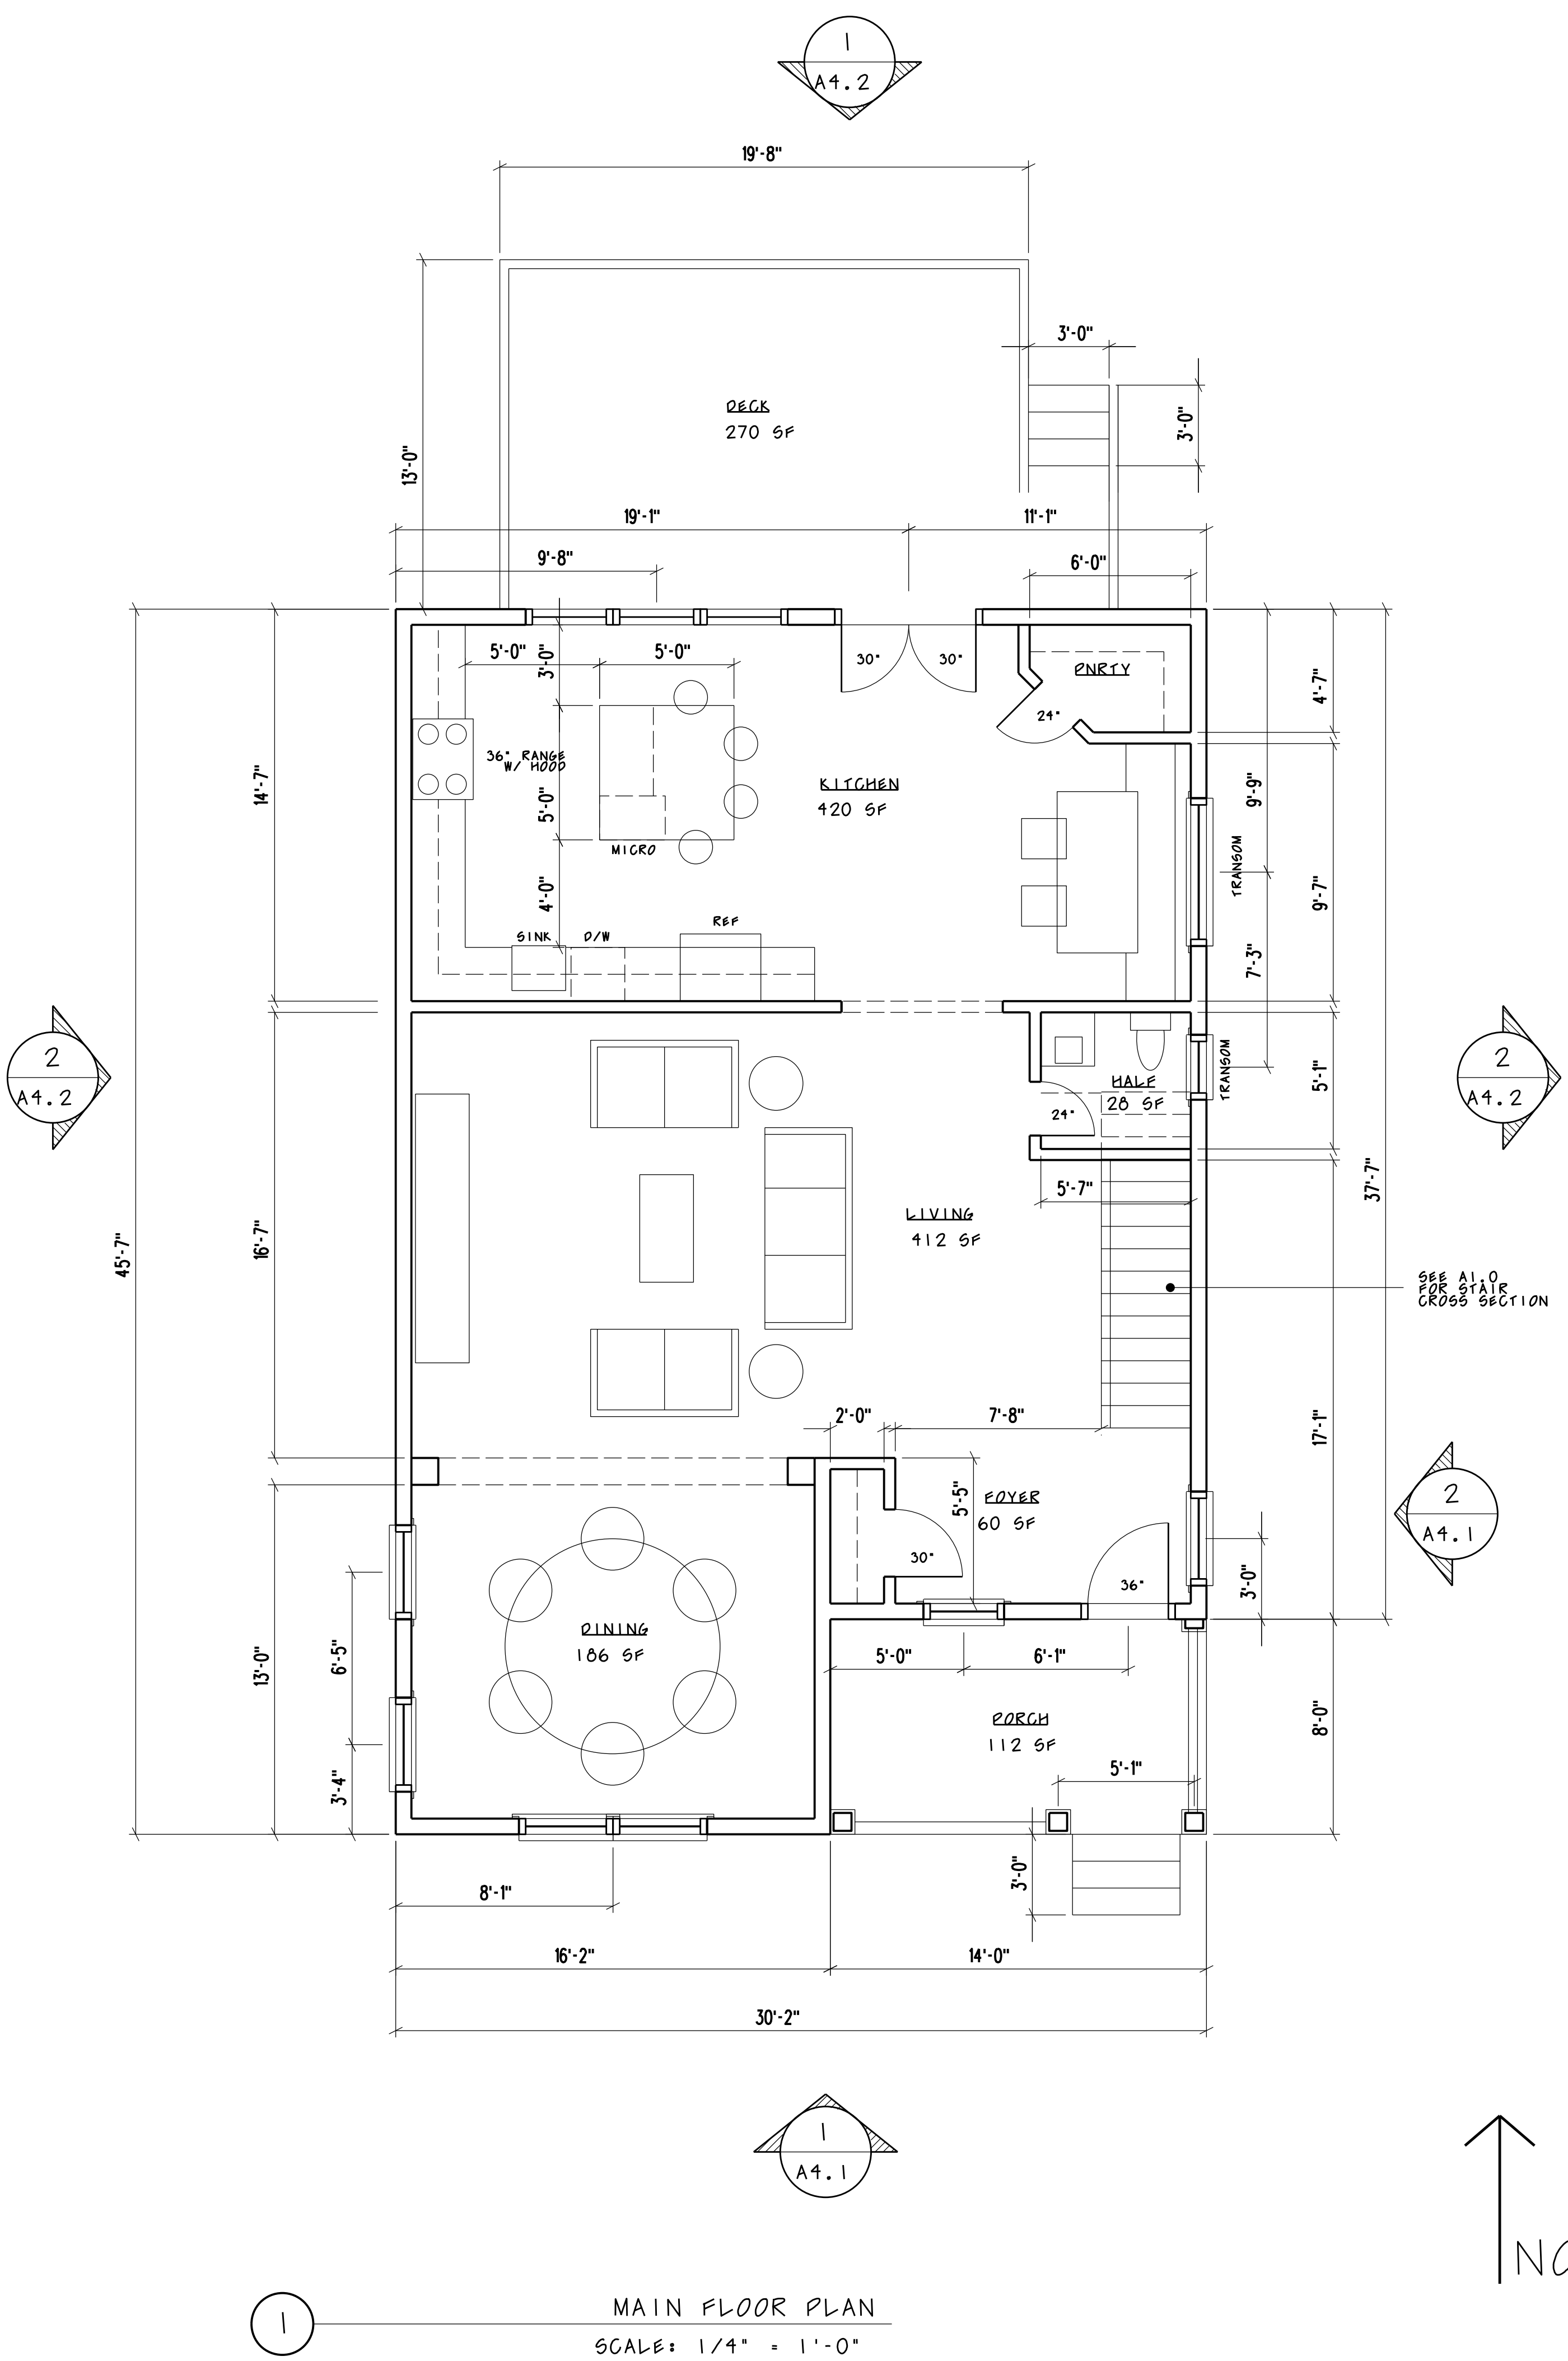 1
A4.2
19'-8"
3'-0"
DECK
270 SF
3'-0"
13'-0"
19'-1"
11'-1"
9'-8"
6'-0"
5'-0"
3'-0"
5'-0"
30"
30"
PNRTY
24"
4'-7"
36" RANGE
W/ HOOD
14'-7"
5'-0"
KITCHEN
420 SF
9'-9"
MICRO
TRANSOM
4'-0"
9'-7"
REF
SINK
D/W
7'-3"
2
A4.2
HALF
28 SF
24"
TRANSOM
5'-1"
2
A4.2
5'-7"
37'-7"
LIVING
412 SF
16'-7"
45'-7"
SEE A1.0
FOR STAIR
CROSS SECTION
2'-0"
7'-8"
17'-1"
5'-5"
FOYER
60 SF
2
A4.1
30"
36"
3'-0"
DINING
186 SF
6'-5"
13'-0"
5'-0"
6'-1"
PORCH
112 SF
8'-0"
5'-1"
3'-4"
3'-0"
8'-1"
16'-2"
14'-0"
30'-2"
1
A4.1
1
MAIN FLOOR PLAN
SCALE: 1/4" = 1'-0"